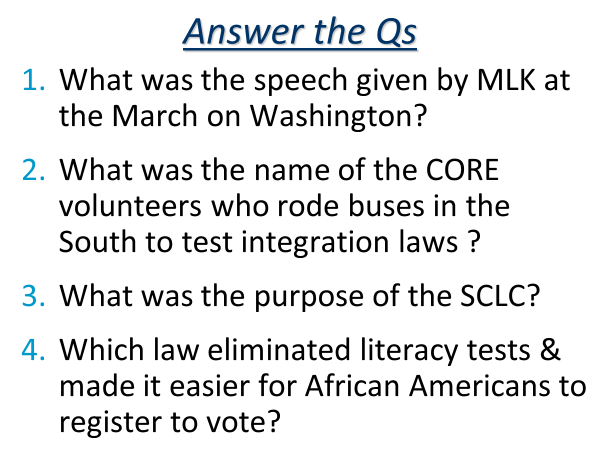 Answer the Qs
1. What was the speech given by MLK at
the March on Washington?
2. What was the name of the CORE
volunteers who rode buses in the
South to test integration laws ?
3. What was the purpose of the SCLC?
4. Which law eliminated literacy tests &
made it easier for African Americans to
register to vote?